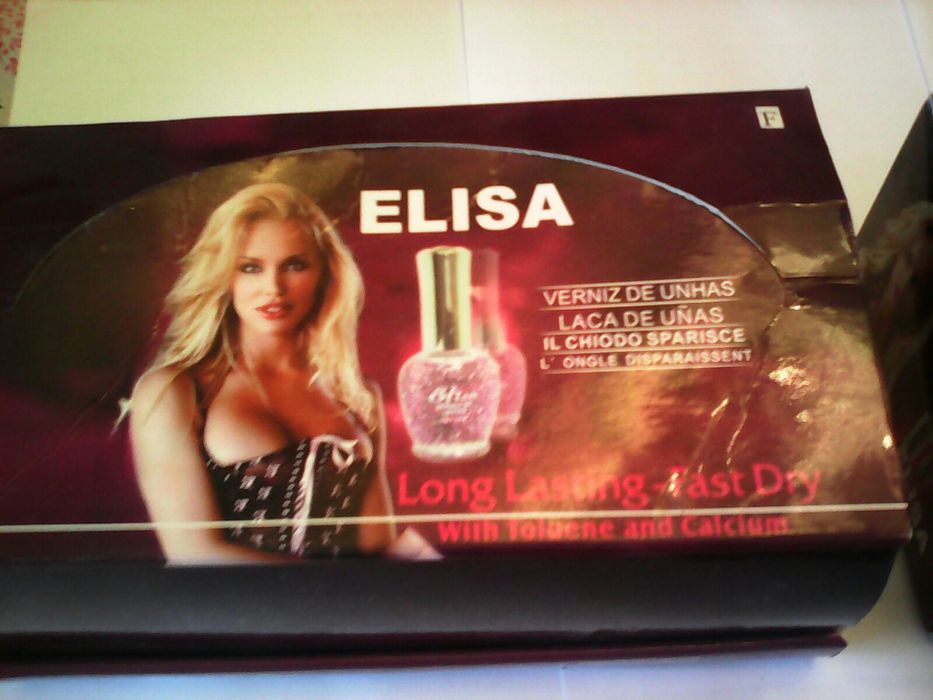 F
ELISA
VERNIZ DE UNHAS
LACA DE UÑAS
IL CHIODO SPARISCE
L' ONGLE DISPARAISSENT
Long Lasting-Fast Dry
With Toluene and Calcium